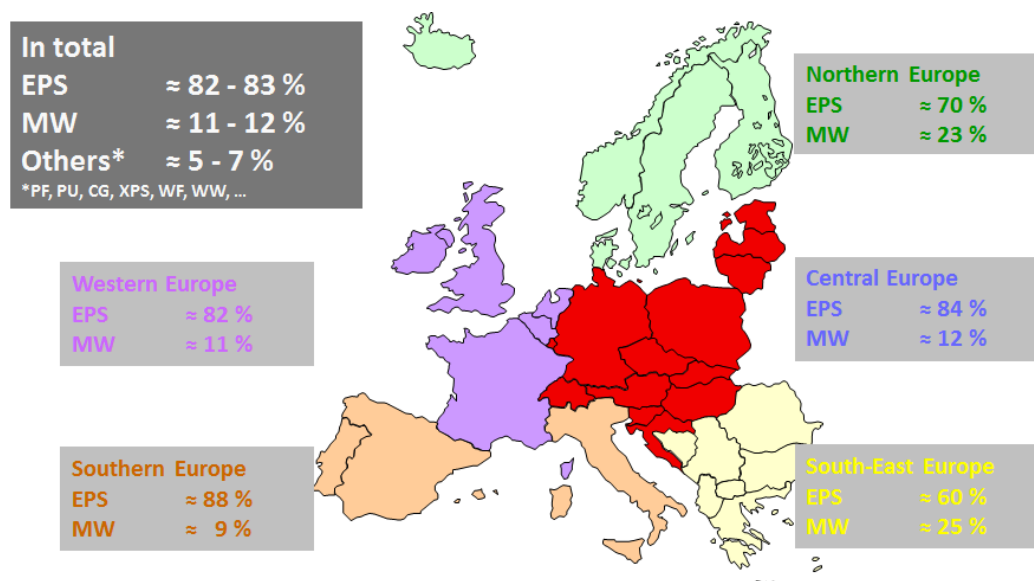 In total
EPS ≈ 82 - 83 %
MW ≈ 11 - 12 %
Others* ≈ 5 - 7 %
*PF, PU, CG, XPS, WF, WW, ...
Northern Europe
EPS ≈ 70 %
MW ≈ 23 %
Western Europe
EPS ≈ 82 %
MW ≈ 11 %
Central Europe
EPS ≈ 84 %
MW ≈ 12 %
Southern Europe
EPS ≈ 88 %
MW ≈ 9 %
South-East Europe
EPS ≈ 60 %
MW ≈ 25 %